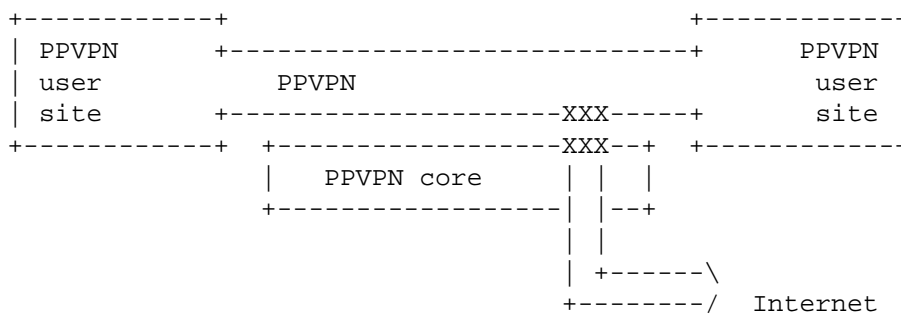 PPVPN PPVPN
user PPVPN user
site XXX site
XXX
PPVPN core
Internet